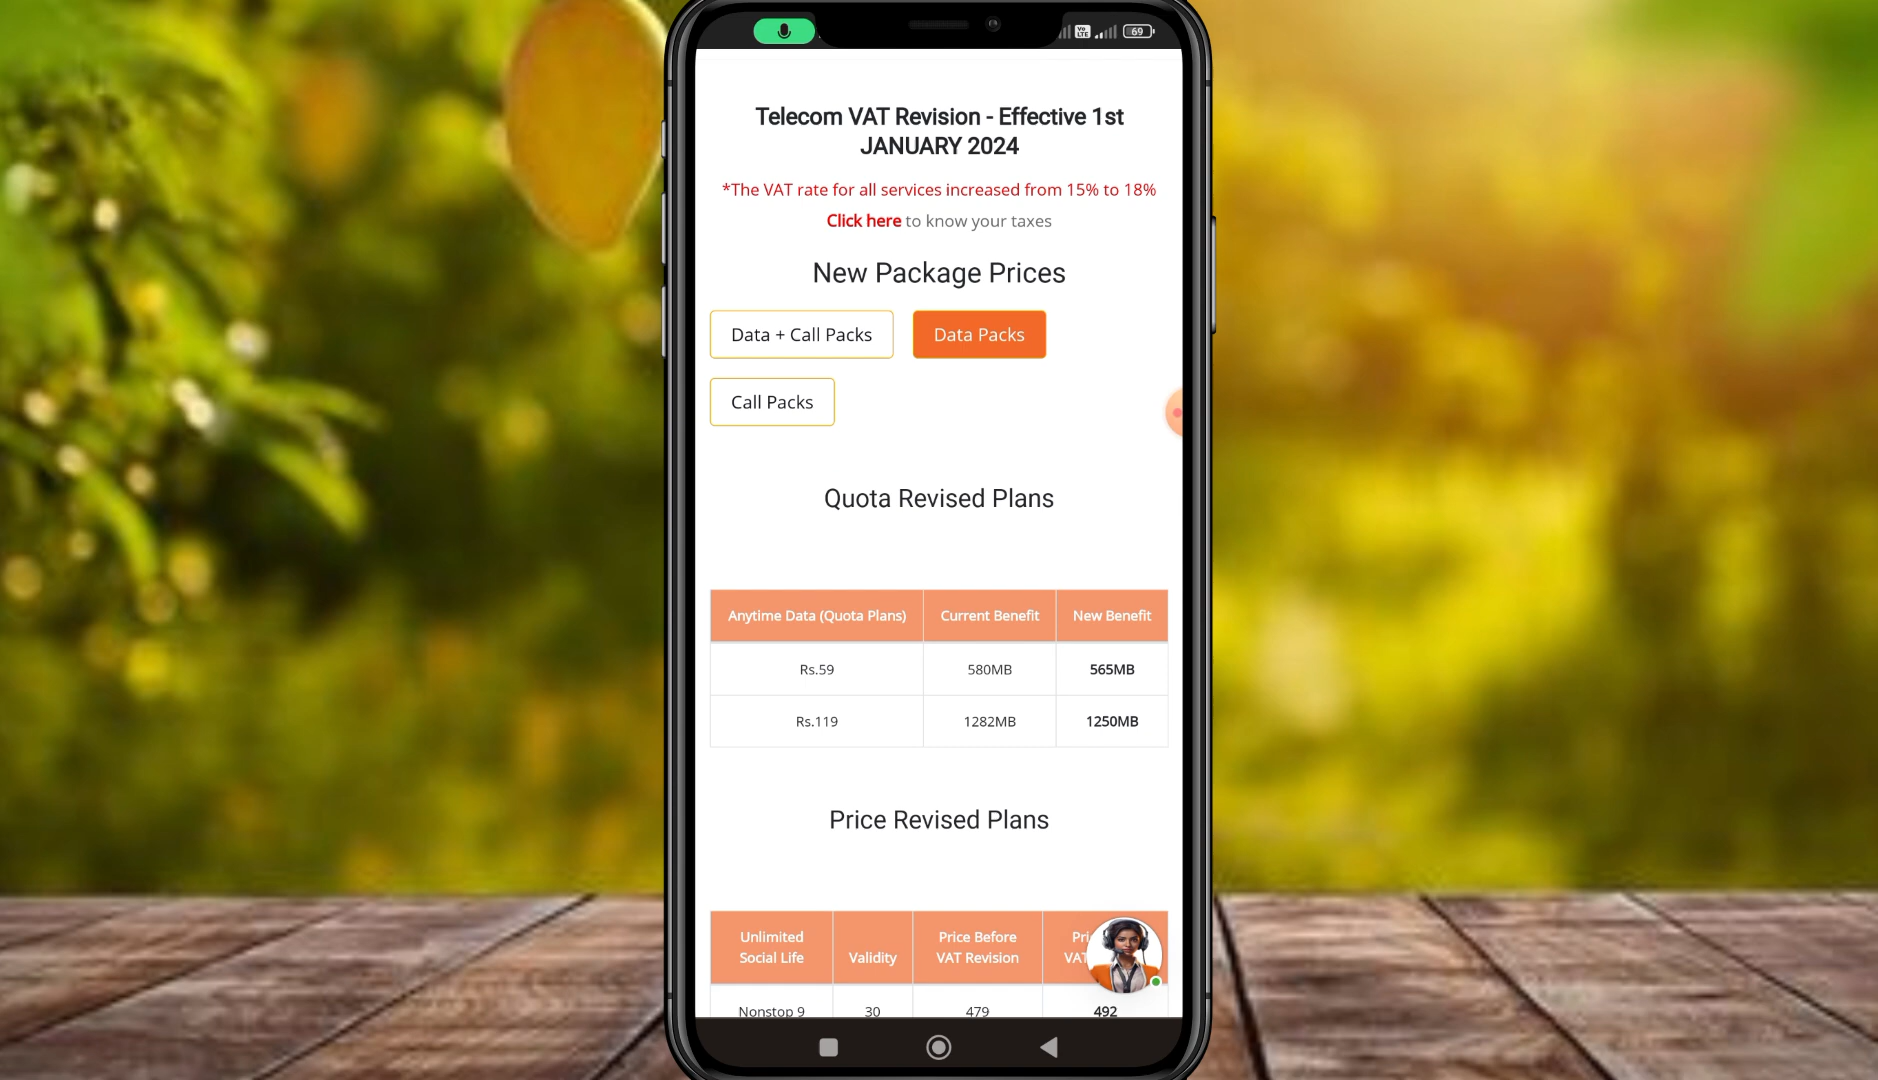 Vo
LTE
69
Telecom VAT Revision - Effective 1st
JANUARY 2024
*The VAT rate for all services increased from 15% to 18%
Click here to know your taxes
New Package Prices
Data + Call Packs
Data Packs
Call Packs
Quota Revised Plans
Anytime Data (Quota Plans) Current Benefit New Benefit
Rs.59 580MB 565MB
Rs.119 1282MB 1250MB
Price Revised Plans
Unlimited
Social Life
Validity
Price Before
VAT Revision
VAT
Nonstop 9 30 479 492